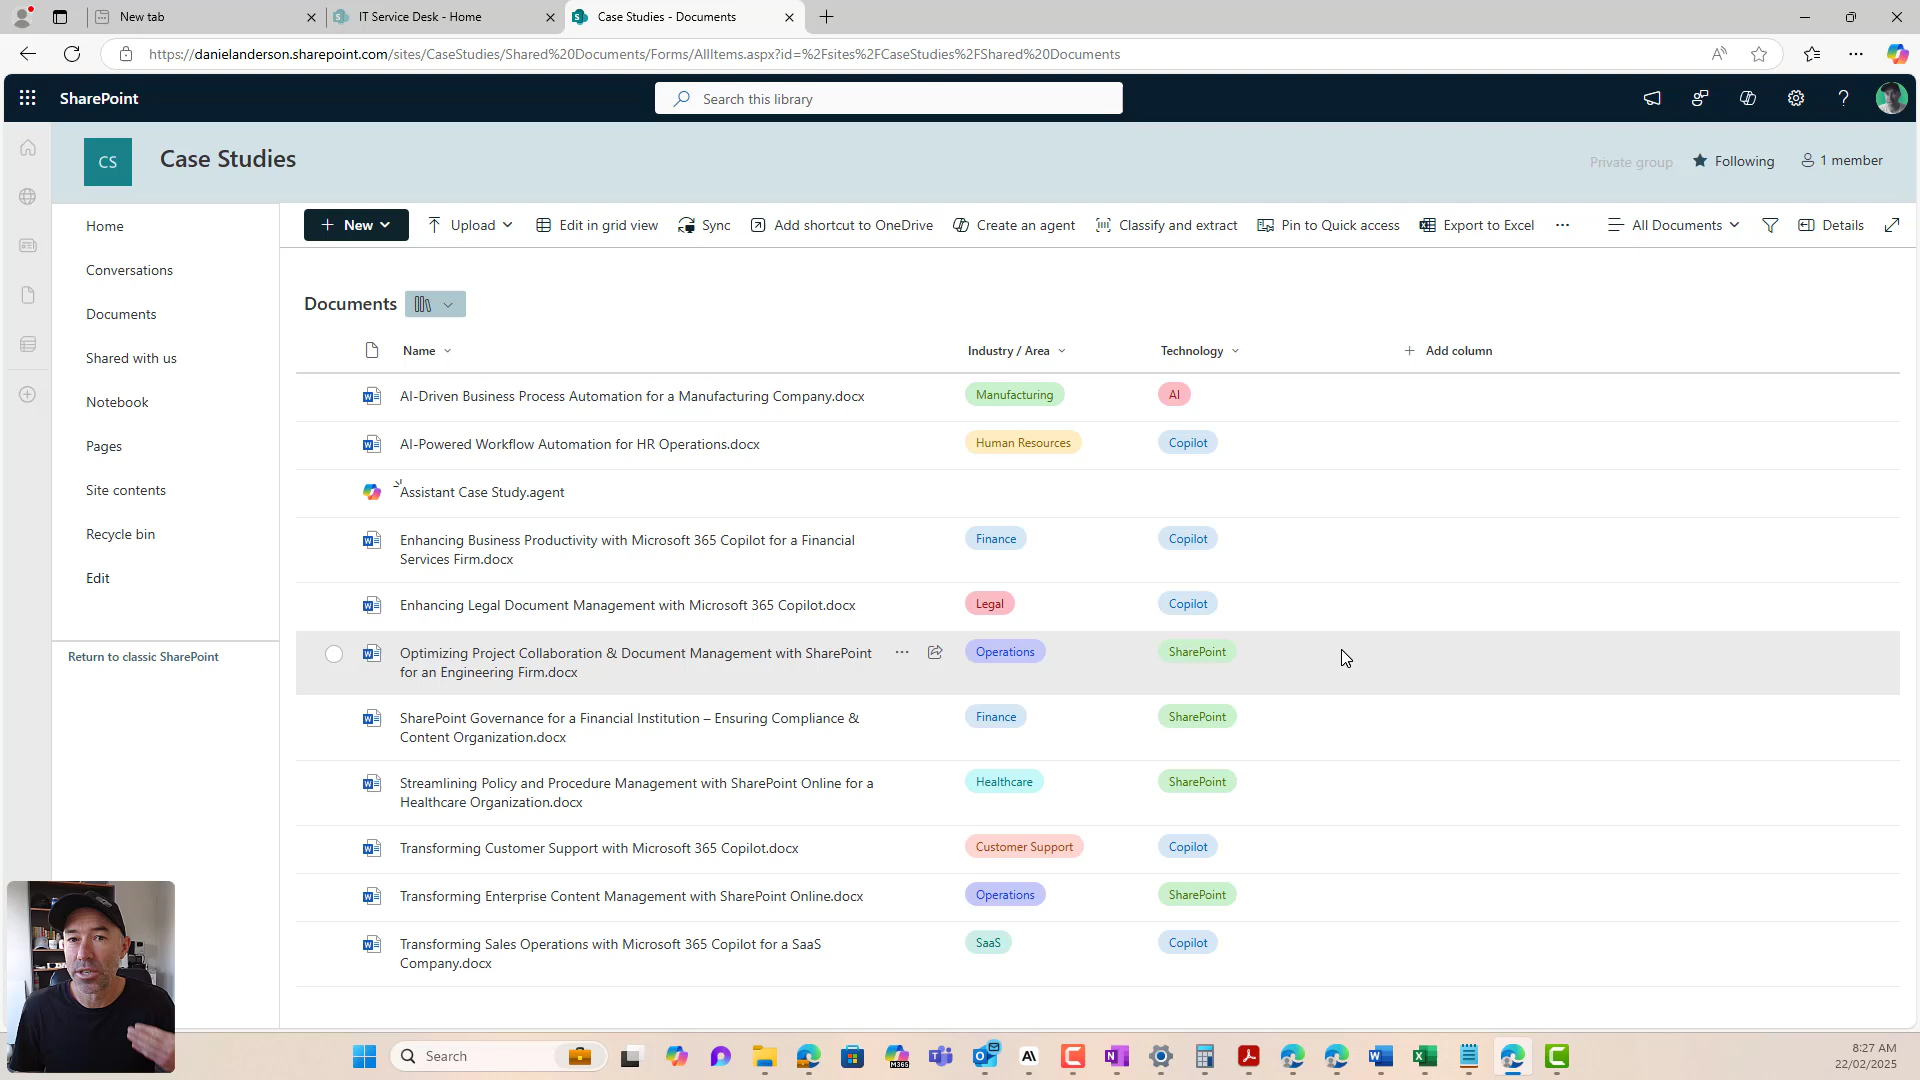 New tab
IT Service Desk - Home
Case Studies - Documents
https://danielanderson.sharepoint.com/sites/CaseStudies/Shared%20Documents/Forms/AllItems.aspx?id=%2Fsites%2FCaseStudies%2FShared%20Documents
SharePoint
Search this library
CS
Case Studies
Private group
Following
1 member
Home
Conversations
Documents
Shared with us
Notebook
Pages
Site contents
Recycle bin
Edit
Return to classic SharePoint
New
Upload
Edit in grid view
Sync
Add shortcut to OneDrive
Create an agent
Classify and extract
Pin to Quick access
Export to Excel
All Documents
Details
Documents
Name
Industry / Area
Technology
Add column
AI-Driven Business Process Automation for a Manufacturing Company.docx
Manufacturing
AI
AI-Powered Workflow Automation for HR Operations.docx
Human Resources
Copilot
Assistant Case Study.agent
Enhancing Business Productivity with Microsoft 365 Copilot for a Financial
Services Firm.docx
Finance
Copilot
Enhancing Legal Document Management with Microsoft 365 Copilot.docx
Legal
Copilot
Optimizing Project Collaboration & Document Management with SharePoint
for an Engineering Firm.docx
Operations
SharePoint
SharePoint Governance for a Financial Institution – Ensuring Compliance &
Content Organization.docx
Finance
SharePoint
Streamlining Policy and Procedure Management with SharePoint Online for a
Healthcare Organization.docx
Healthcare
SharePoint
Transforming Customer Support with Microsoft 365 Copilot.docx
Customer Support
Copilot
Transforming Enterprise Content Management with SharePoint Online.docx
Operations
SharePoint
Transforming Sales Operations with Microsoft 365 Copilot for a SaaS
Company.docx
SaaS
Copilot
Search
M365
8:27 AM
22/02/2025